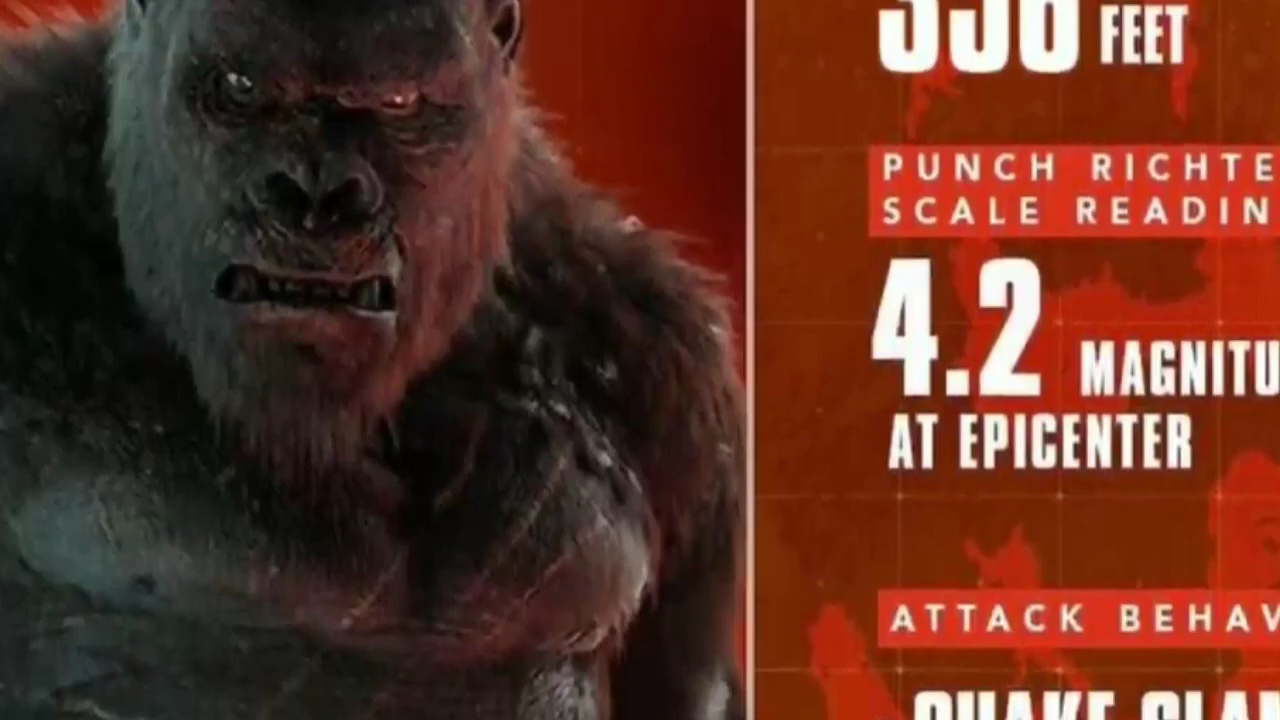 FEET
PUNCH RICHTE
SCALE READIN
4.2 MAGNITU
AT EPICENTER
ATTACK BEHAV